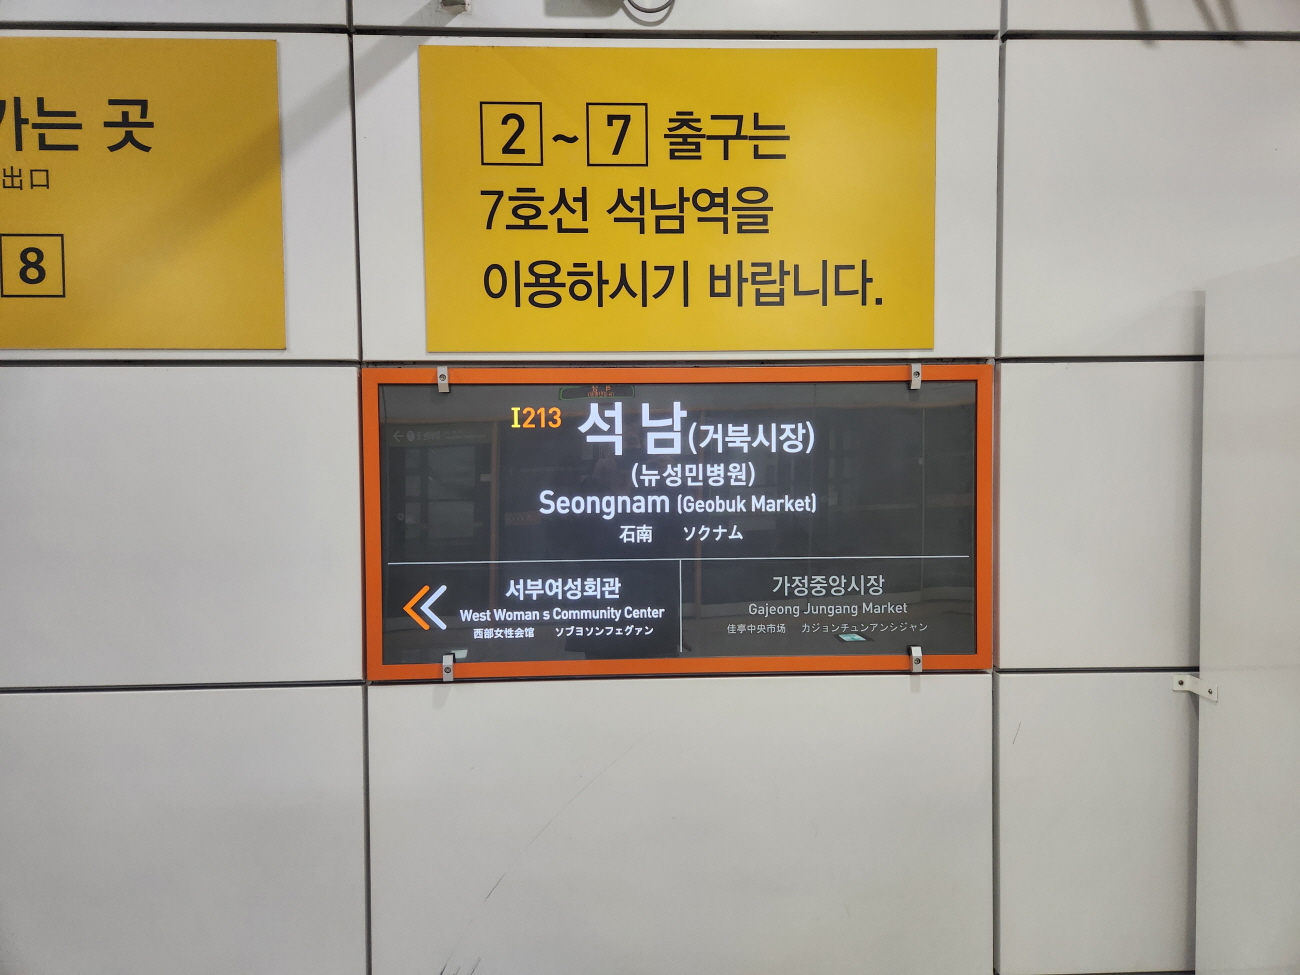 가는 곳
出口
8
2 ~ 7 출구는
7호선 석남역을
이용하시기 바랍니다.
I213 석남(거북시장)
(뉴성민병원)
Seongnam (Geobuk Market)
石南 ソクナム
서부여성회관
West Woman s Community Center
西部女性会馆 ソブヨソンフェグァン
가정중앙시장
Gajeong Jungang Market
佳亭中央市场 カジョンチュンアンシジャン